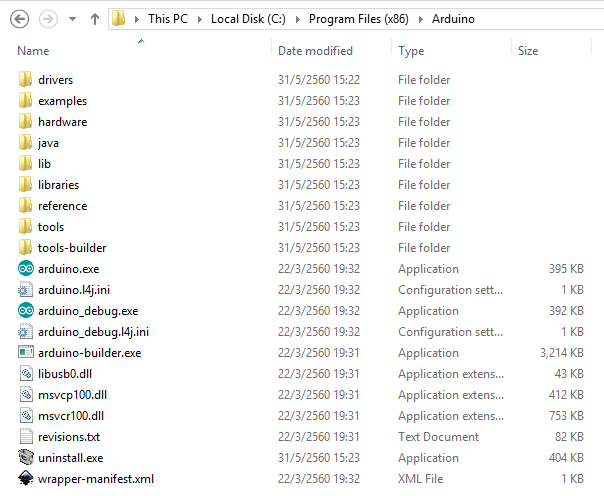 This PC Local Disk (C:) Program Files (x86) Arduino
Name Date modified Type Size
drivers 31/5/2560 15:22 File folder
examples 31/5/2560 15:23 File folder
hardware 31/5/2560 15:23 File folder
java 31/5/2560 15:23 File folder
lib 31/5/2560 15:23 File folder
libraries 31/5/2560 15:23 File folder
reference 31/5/2560 15:23 File folder
tools 31/5/2560 15:23 File folder
tools-builder 31/5/2560 15:23 File folder
arduino.exe 22/3/2560 19:32 Application 395 KB
arduino.l4j.ini 22/3/2560 19:32 Configuration sett... 1 KB
arduino_debug.exe 22/3/2560 19:32 Application 392 KB
arduino_debug.l4j.ini 22/3/2560 19:32 Configuration sett... 1 KB
arduino-builder.exe 22/3/2560 19:31 Application 3,214 KB
libusb0.dll 22/3/2560 19:31 Application extens... 43 KB
msvcp100.dll 22/3/2560 19:31 Application extens... 412 KB
msvcr100.dll 22/3/2560 19:31 Application extens... 753 KB
revisions.txt 22/3/2560 19:31 Text Document 82 KB
uninstall.exe 31/5/2560 15:23 Application 404 KB
wrapper-manifest.xml 22/3/2560 19:32 XML File 1 KB